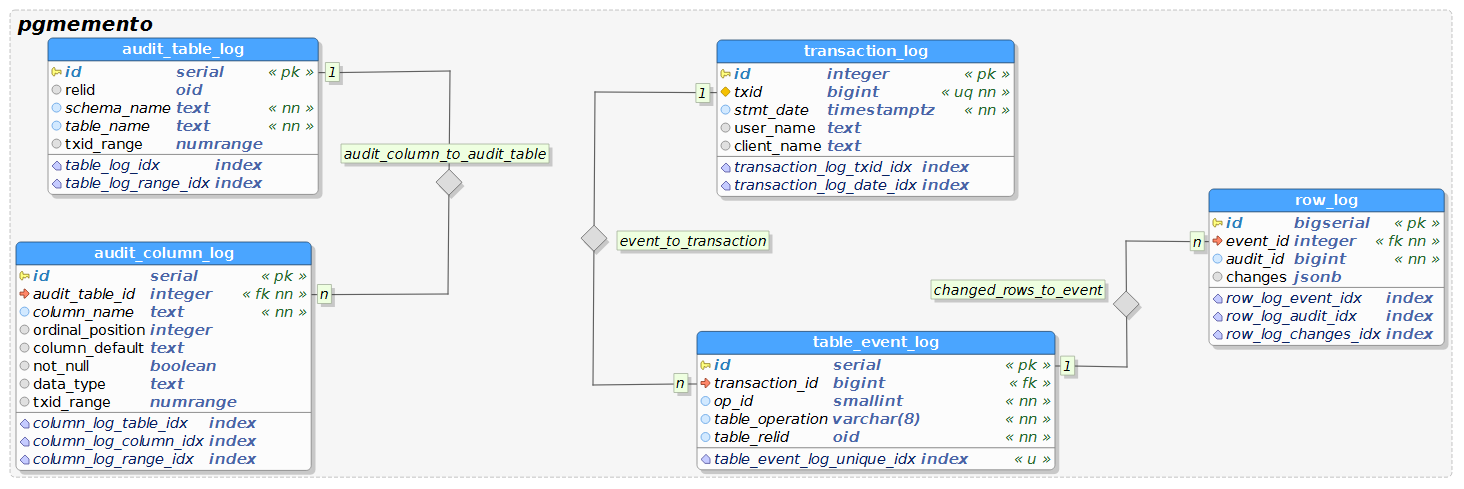 pgmemento
audit_table_log
id serial « pk »
relid oid
schema_name text « nn »
table_name text « nn »
txid_range numrange
table_log_idx index
table_log_range_idx index
1
audit_column_to_audit_table
n
audit_column_log
id serial « pk »
audit_table_id integer « fk nn »
column_name text « nn »
ordinal_position integer
column_default text
not_null boolean
data_type text
txid_range numrange
column_log_table_idx index
column_log_column_idx index
column_log_range_idx index
transaction_log
id integer « pk »
txid bigint « uq nn »
stmt_date timestamptz « nn »
user_name text
client_name text
transaction_log_txid_idx index
transaction_log_date_idx index
1
event_to_transaction
n
table_event_log
id serial « pk »
transaction_id bigint « fk »
op_id smallint « nn »
table_operation varchar(8) « nn »
table_relid oid « nn »
table_event_log_unique_idx index « u »
1
changed_rows_to_event
n
row_log
id bigserial « pk »
event_id integer « fk nn »
audit_id bigint « nn »
changes jsonb
row_log_event_idx index
row_log_audit_idx index
row_log_changes_idx index